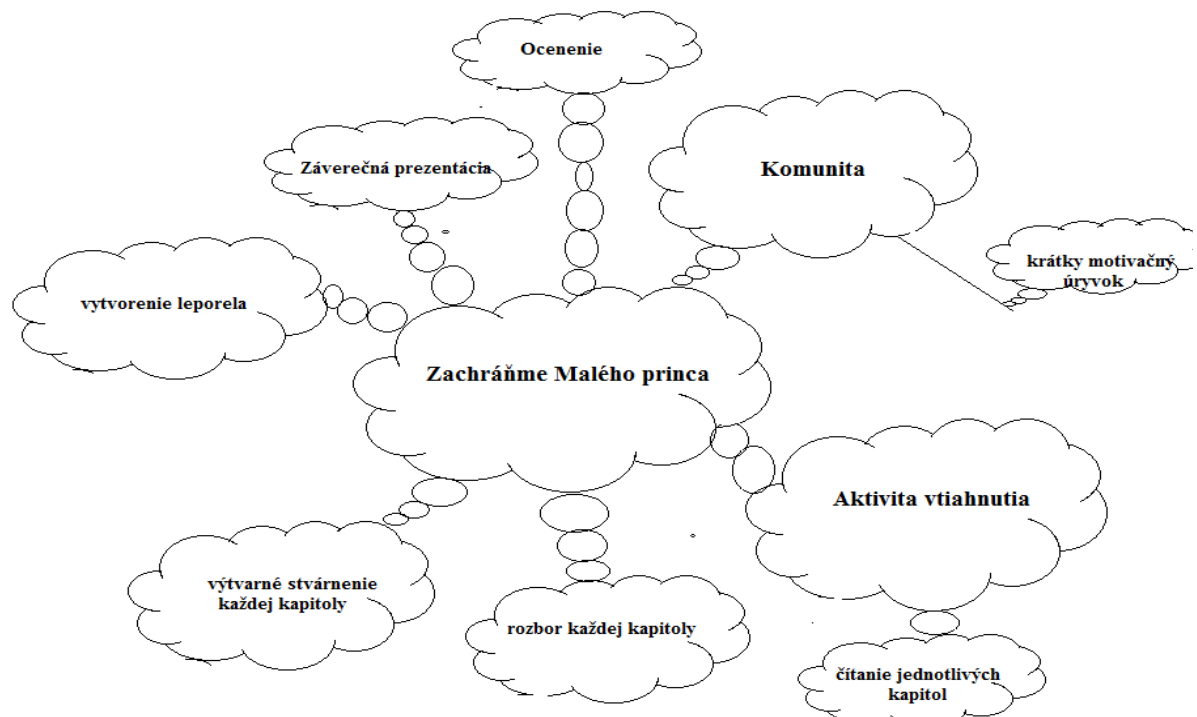 Ocenenie
Komunita
Záverečná prezentácia
krátky motivačný
úryvok
vytvorenie leporela
Zachráňme Malého princa
Aktivita vtiahnutia
výtvarné stvárnenie
každej kapitoly
rozbor každej kapitoly
čítanie jednotlivých
kapitol